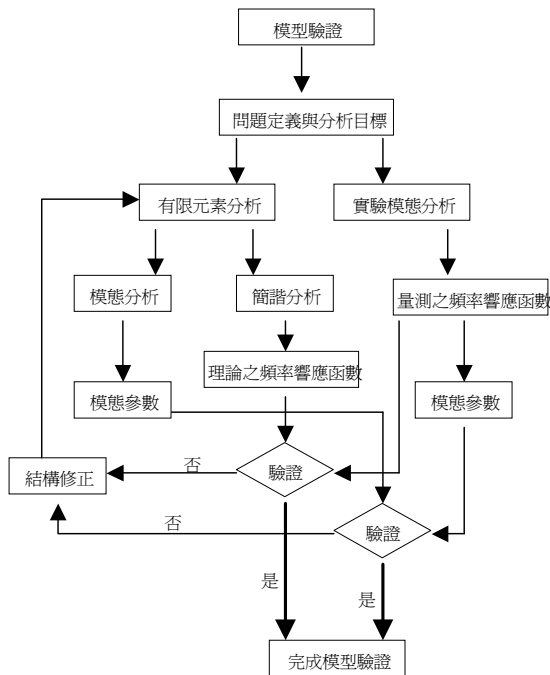 模型驗證
問題定義與分析目標
有限元素分析
實驗模態分析
模態分析
簡諧分析
量測之頻率響應函數
理論之頻率響應函數
模態參數
模態參數
驗證
否
結構修正
驗證
否
是
是
完成模型驗證